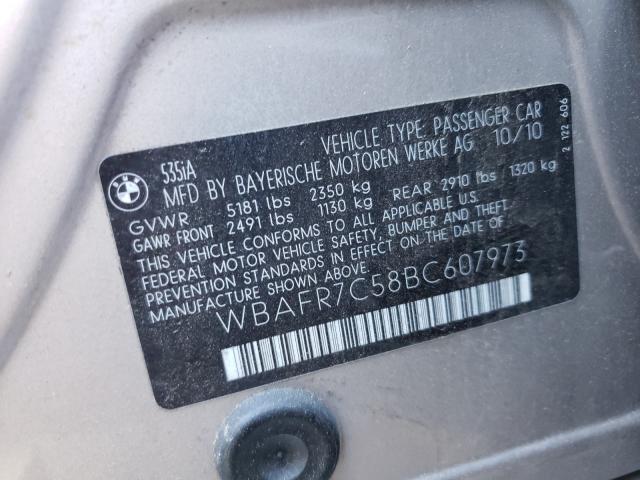 BMW
535iA
VEHICLE TYPE PASSENGER CAR
MFD BY BAYERISCHE MOTOREN WERKE AG 10/10
GVWR 5181 lbs 2350 kg
GAWR FRONT 2491 lbs 1130 kg REAR 2910 lbs 1320 kg
THIS VEHICLE CONFORMS TO ALL APPLICABLE U.S.
FEDERAL MOTOR VEHICLE SAFETY, BUMPER AND THEFT
PREVENTION STANDARDS IN EFFECT ON THE DATE OF
MANUFACTURE SHOWN ABOVE.
WBAFR7C58BC607973
2 122 606